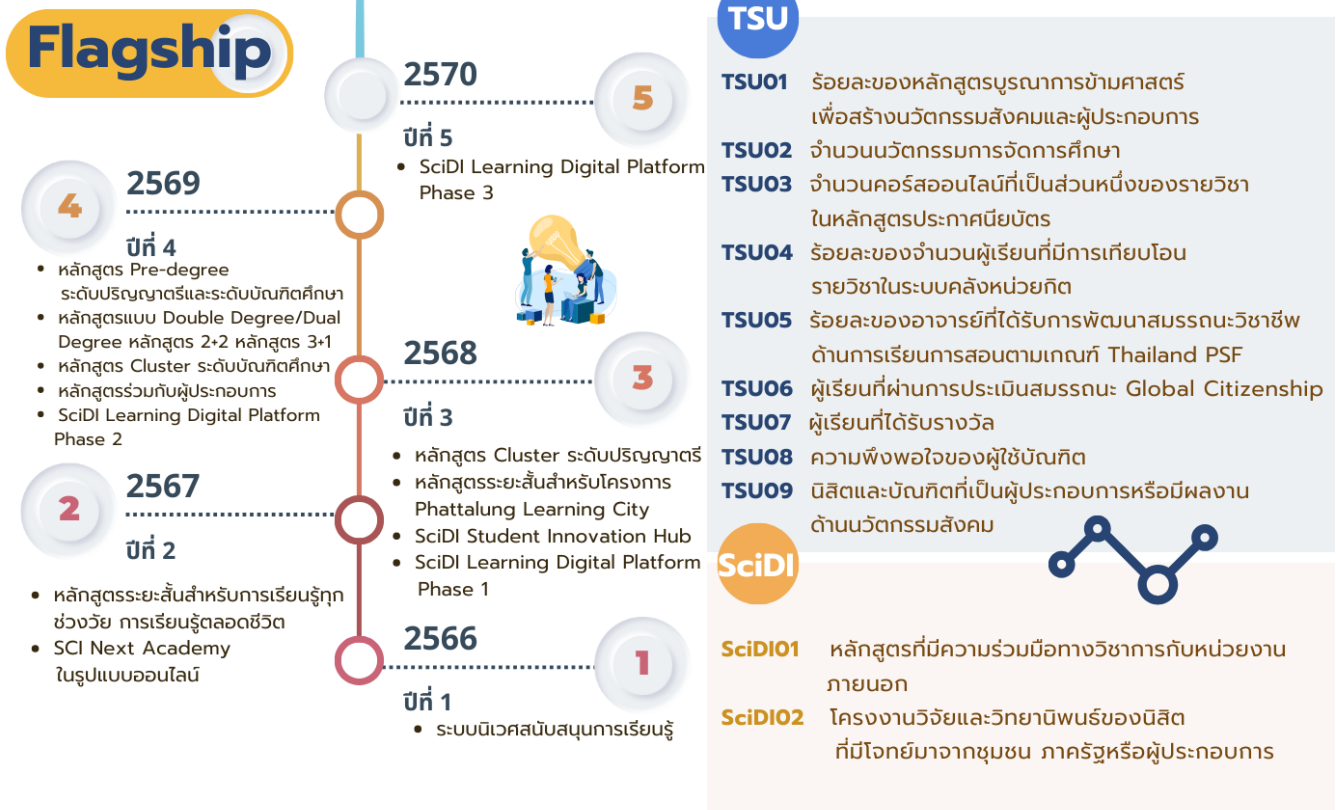 Flagship
2570
5
ปีที่ 5
• SciDI Learning Digital Platform
Phase 3
2569
4
ปีที่ 4
• หลักสูตร Pre-degree
ระดับปริญญาตรีและระดับบัณฑิตศึกษา
• หลักสูตรแบบ Double Degree/Dual
Degree หลักสูตร 2+2 หลักสูตร 3+1
• หลักสูตร Cluster ระดับบัณฑิตศึกษา
• หลักสูตรร่วมกับผู้ประกอบการ
• SciDI Learning Digital Platform
Phase 2
2568
3
ปีที่ 3
• หลักสูตร Cluster ระดับปริญญาตรี
• หลักสูตรระยะสั้นสำหรับโครงการ
Phattalung Learning City
• SciDI Student Innovation Hub
• SciDI Learning Digital Platform
Phase 1
2567
2
ปีที่ 2
• หลักสูตรระยะสั้นสำหรับการเรียนรู้ทุก
ช่วงวัย การเรียนรู้ตลอดชีวิต
• SCI Next Academy
ในรูปแบบออนไลน์
2566
1
ปีที่ 1
• ระบบนิเวศสนับสนุนการเรียนรู้
TSU
TSU01 ร้อยละของหลักสูตรบูรณาการข้ามศาสตร์
เพื่อสร้างนวัตกรรมสังคมและผู้ประกอบการ
TSU02 จำนวนนวัตกรรมการจัดการศึกษา
TSU03 จำนวนคอร์สออนไลน์ที่เป็นส่วนหนึ่งของรายวิชา
ในหลักสูตรประกาศนียบัตร
TSU04 ร้อยละของจำนวนผู้เรียนที่มีการเทียบโอน
รายวิชาในระบบคลังหน่วยกิต
TSU05 ร้อยละของอาจารย์ที่ได้รับการพัฒนาสมรรถนะวิชาชีพ
ด้านการเรียนการสอนตามเกณฑ์ Thailand PSF
TSU06 ผู้เรียนที่ผ่านการประเมินสมรรถนะ Global Citizenship
TSU07 ผู้เรียนที่ได้รับรางวัล
TSU08 ความพึงพอใจของผู้ใช้บัณฑิต
TSU09 นิสิตและบัณฑิตที่เป็นผู้ประกอบการหรือมีผลงาน
ด้านนวัตกรรมสังคม
SciDI
SciDI01 หลักสูตรที่มีความร่วมมือทางวิชาการกับหน่วยงาน
ภายนอก
SciDI02 โครงงานวิจัยและวิทยานิพนธ์ของนิสิต
ที่มีโจทย์มาจากชุมชน ภาครัฐหรือผู้ประกอบการ